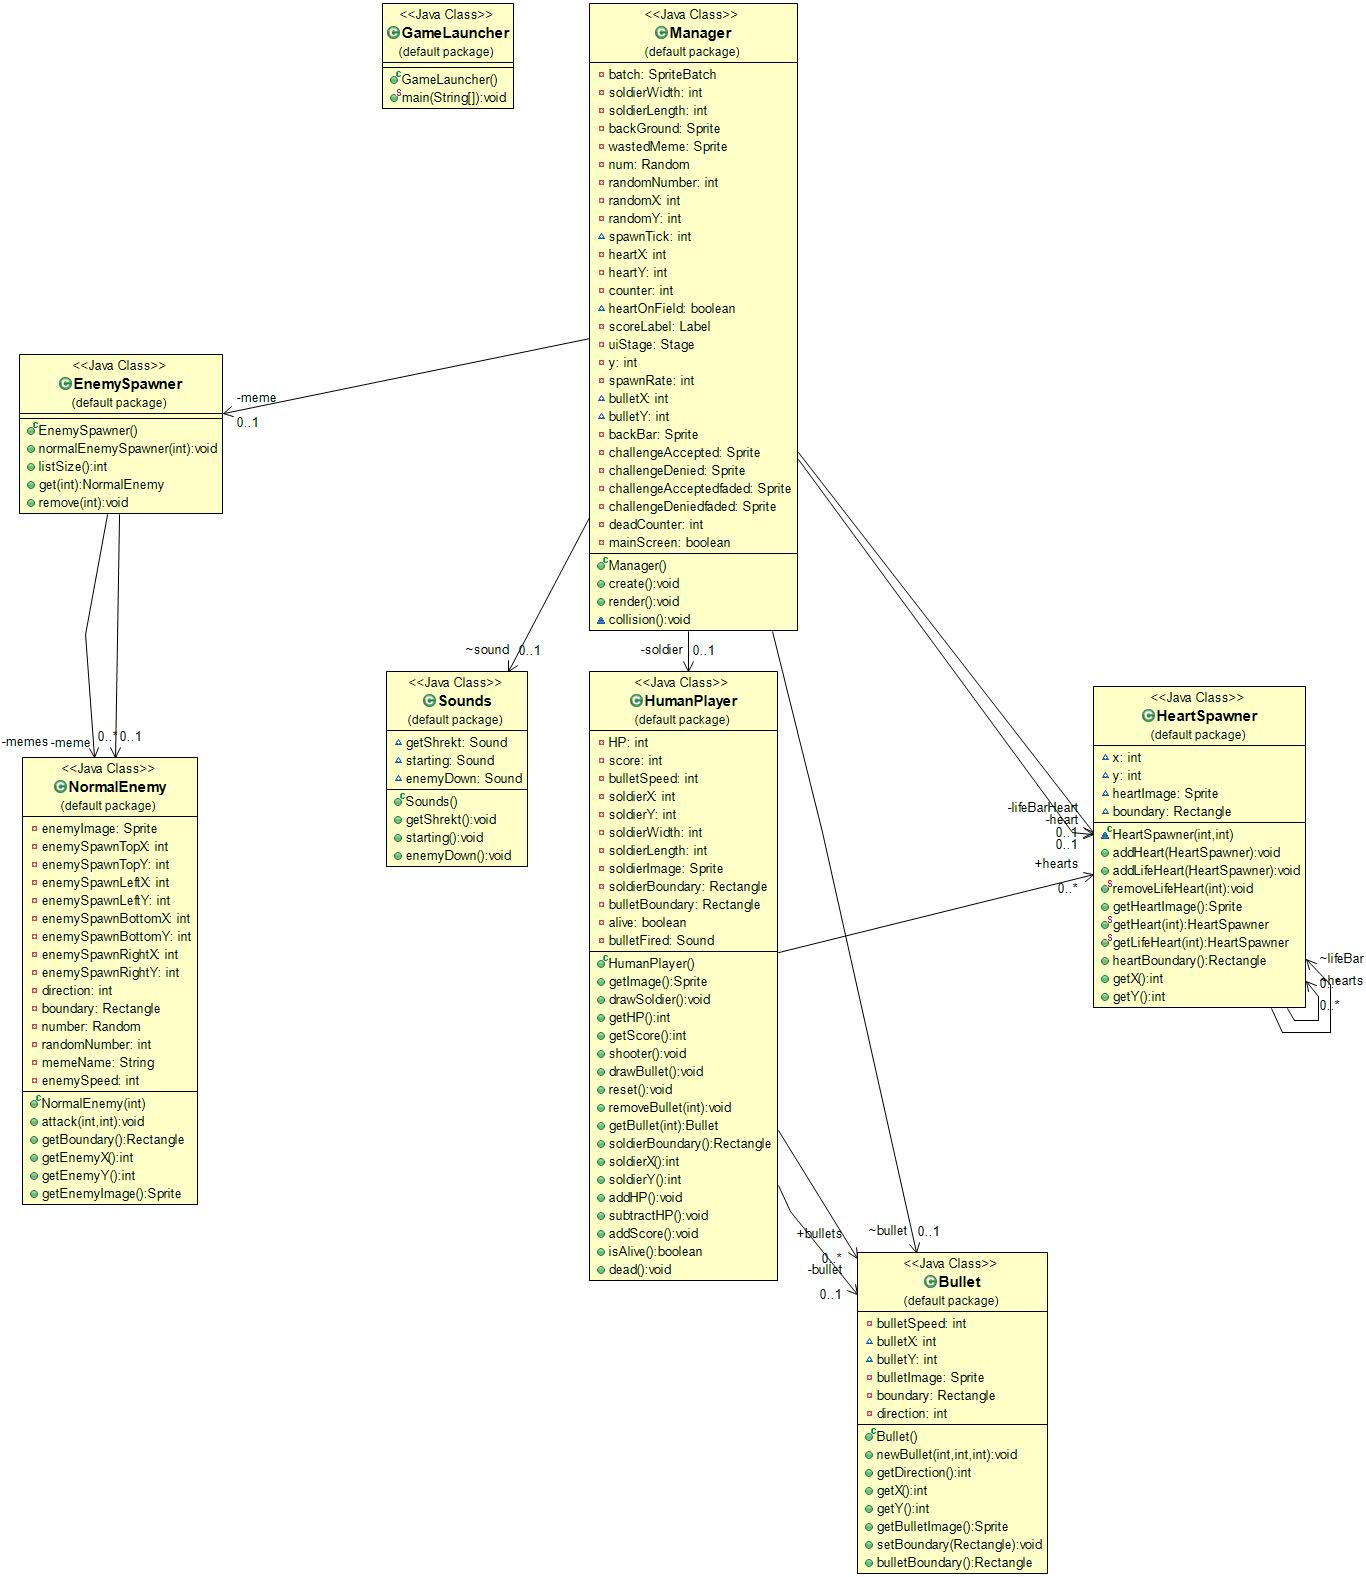 <<Java Class>>
GameLauncher
(default package)
GameLauncher()
main(String[]):void
<<Java Class>>
Manager
(default package)
batch: SpriteBatch
soldierWidth: int
soldierLength: int
backGround: Sprite
wastedMeme: Sprite
num: Random
randomNumber: int
randomX: int
randomY: int
spawnTick: int
heartX: int
heartY: int
counter: int
heartOnField: boolean
scoreLabel: Label
uiStage: Stage
y: int
spawnRate: int
bulletX: int
bulletY: int
backBar: Sprite
challengeAccepted: Sprite
challengeDenied: Sprite
challengeAcceptedfaded: Sprite
challengeDeniedfaded: Sprite
deadCounter: int
mainScreen: boolean
Manager()
create():void
render():void
collision():void
-meme
0..1
<<Java Class>>
EnemySpawner
(default package)
EnemySpawner()
normalEnemySpawner(int):void
listSize():int
get(int):NormalEnemy
remove(int):void
-memes
-meme
0..*
0..1
<<Java Class>>
NormalEnemy
(default package)
enemyImage: Sprite
enemySpawnTopX: int
enemySpawnTopY: int
enemySpawnLeftX: int
enemySpawnLeftY: int
enemySpawnBottomX: int
enemySpawnBottomY: int
enemySpawnRightX: int
enemySpawnRightY: int
direction: int
boundary: Rectangle
number: Random
randomNumber: int
memeName: String
enemySpeed: int
NormalEnemy(int)
attack(int,int):void
getBoundary():Rectangle
getEnemyX():int
getEnemyY():int
getEnemyImage():Sprite
~sound
0..1
<<Java Class>>
Sounds
(default package)
getShrekt: Sound
starting: Sound
enemyDown: Sound
Sounds()
getShrekt():void
starting():void
enemyDown():void
-soldier
0..1
<<Java Class>>
HumanPlayer
(default package)
HP: int
score: int
bulletSpeed: int
soldierX: int
soldierY: int
soldierWidth: int
soldierLength: int
soldierImage: Sprite
soldierBoundary: Rectangle
bulletBoundary: Rectangle
alive: boolean
bulletFired: Sound
HumanPlayer()
getImage():Sprite
drawSoldier():void
getHP():int
getScore():int
shooter():void
drawBullet():void
reset():void
removeBullet(int):void
getBullet(int):Bullet
soldierBoundary():Rectangle
soldierX():int
soldierY():int
addHP():void
subtractHP():void
addScore():void
isAlive():boolean
dead():void
-lifeBarHeart
-heart
0..1
0..1
+hearts
0..*
<<Java Class>>
HeartSpawner
(default package)
x: int
y: int
heartImage: Sprite
boundary: Rectangle
HeartSpawner(int,int)
addHeart(HeartSpawner):void
addLifeHeart(HeartSpawner):void
removeLifeHeart(int):void
getHeartImage():Sprite
getHeart(int):HeartSpawner
getLifeHeart(int):HeartSpawner
heartBoundary():Rectangle
getX():int
getY():int
~lifeBar
~hearts
0..*
0..*
+bullets
0..*
-bullet
0..1
~bullet
0..1
<<Java Class>>
Bullet
(default package)
bulletSpeed: int
bulletX: int
bulletY: int
bulletImage: Sprite
boundary: Rectangle
direction: int
Bullet()
newBullet(int,int,int):void
getDirection():int
getX():int
getY():int
getBulletImage():Sprite
setBoundary(Rectangle):void
bulletBoundary():Rectangle